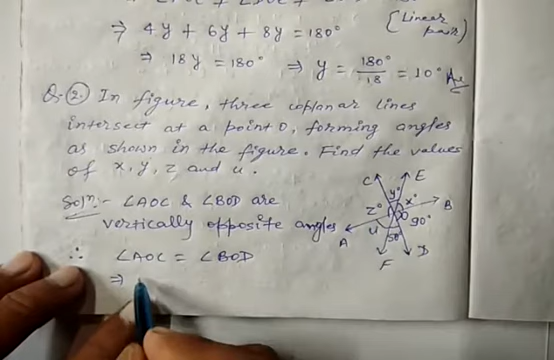 ⇒ 4y + 6y + 8y = 180° [Linear pair)
⇒ 18y = 180° ⇒ y = 180°/18 = 10° Ans
Q.② In figure, three coplanar lines
intersect at a point O, forming angles
as shown in the figure. Find the values
of x, y, z and u.
Soln:- ∠AOC & ∠BOD are
vertically opposite angles
∴ ∠AOC = ∠BOD
⇒
C
E
y°
x°
B
z°
O
90°
u
A
50°
F
D